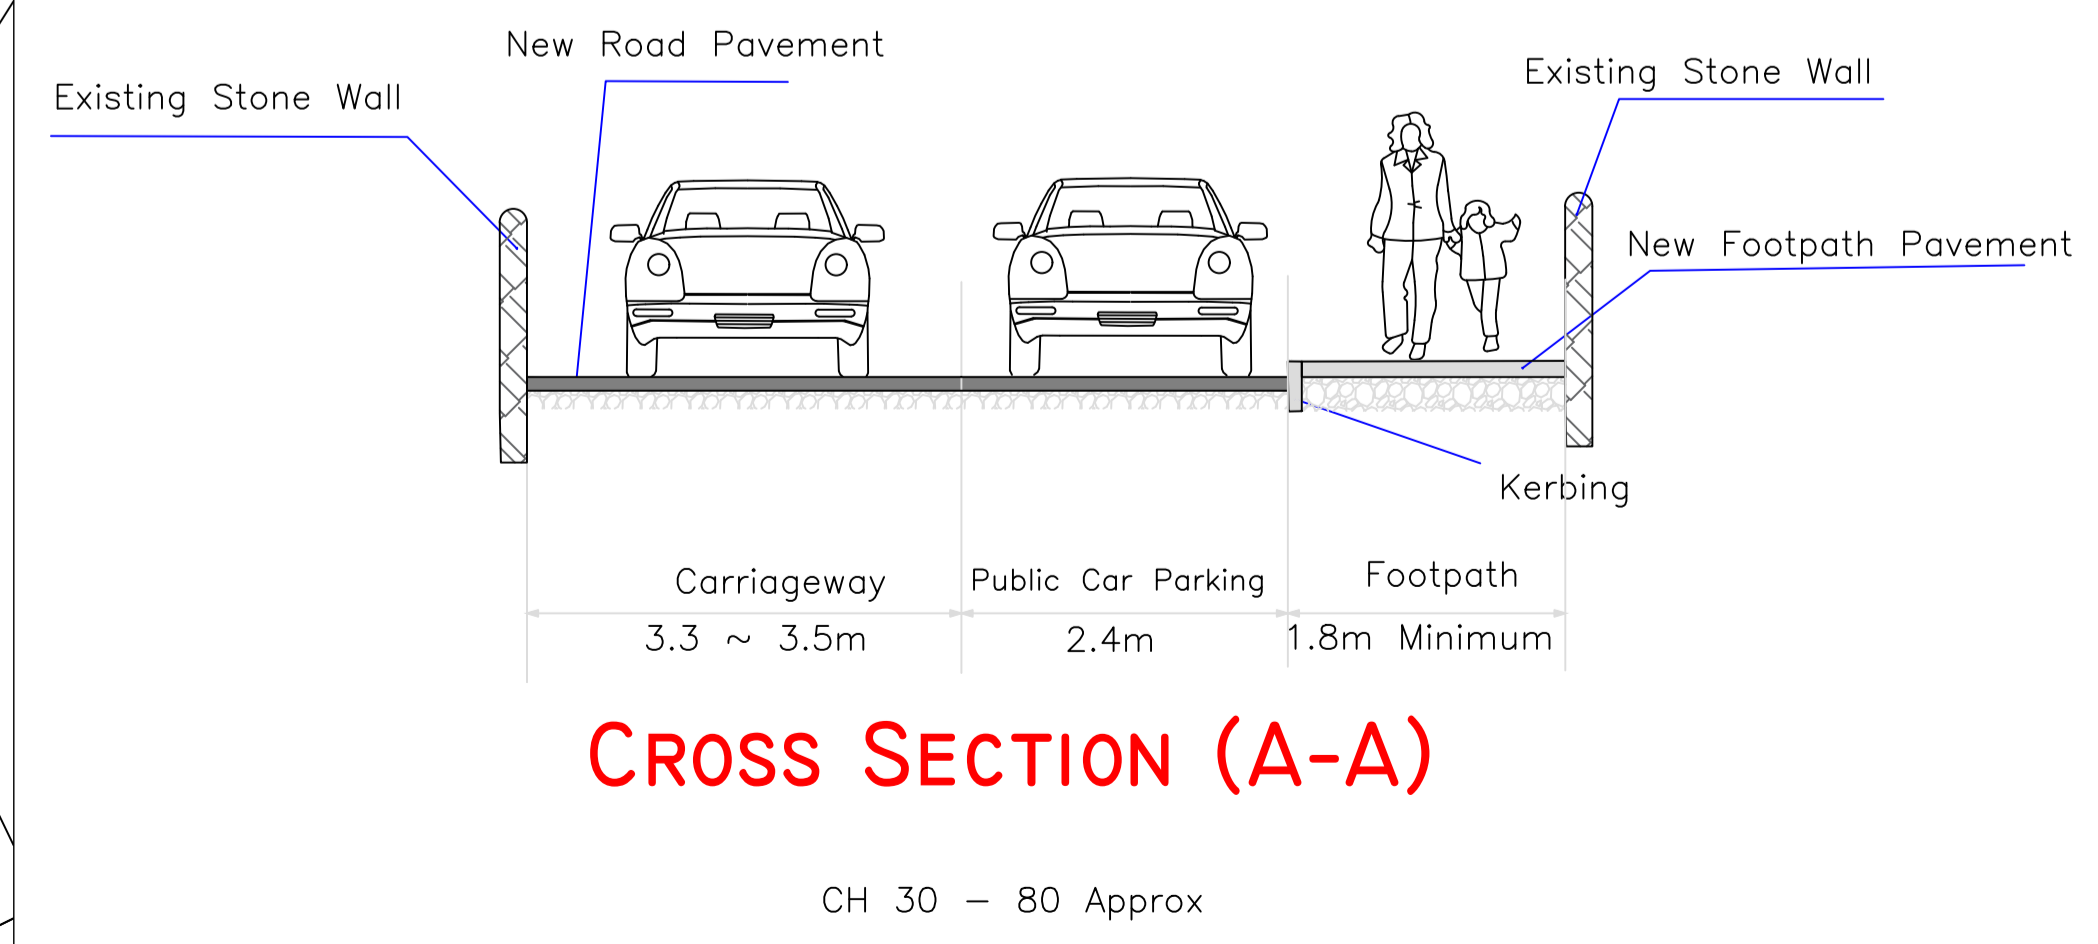 New Road Pavement
Existing Stone Wall
Existing Stone Wall
New Footpath Pavement
Kerbing
Carriageway
Public Car Parking
Footpath
3.3 ~ 3.5m
2.4m
1.8m Minimum
CROSS SECTION (A-A)
CH 30 - 80 Approx